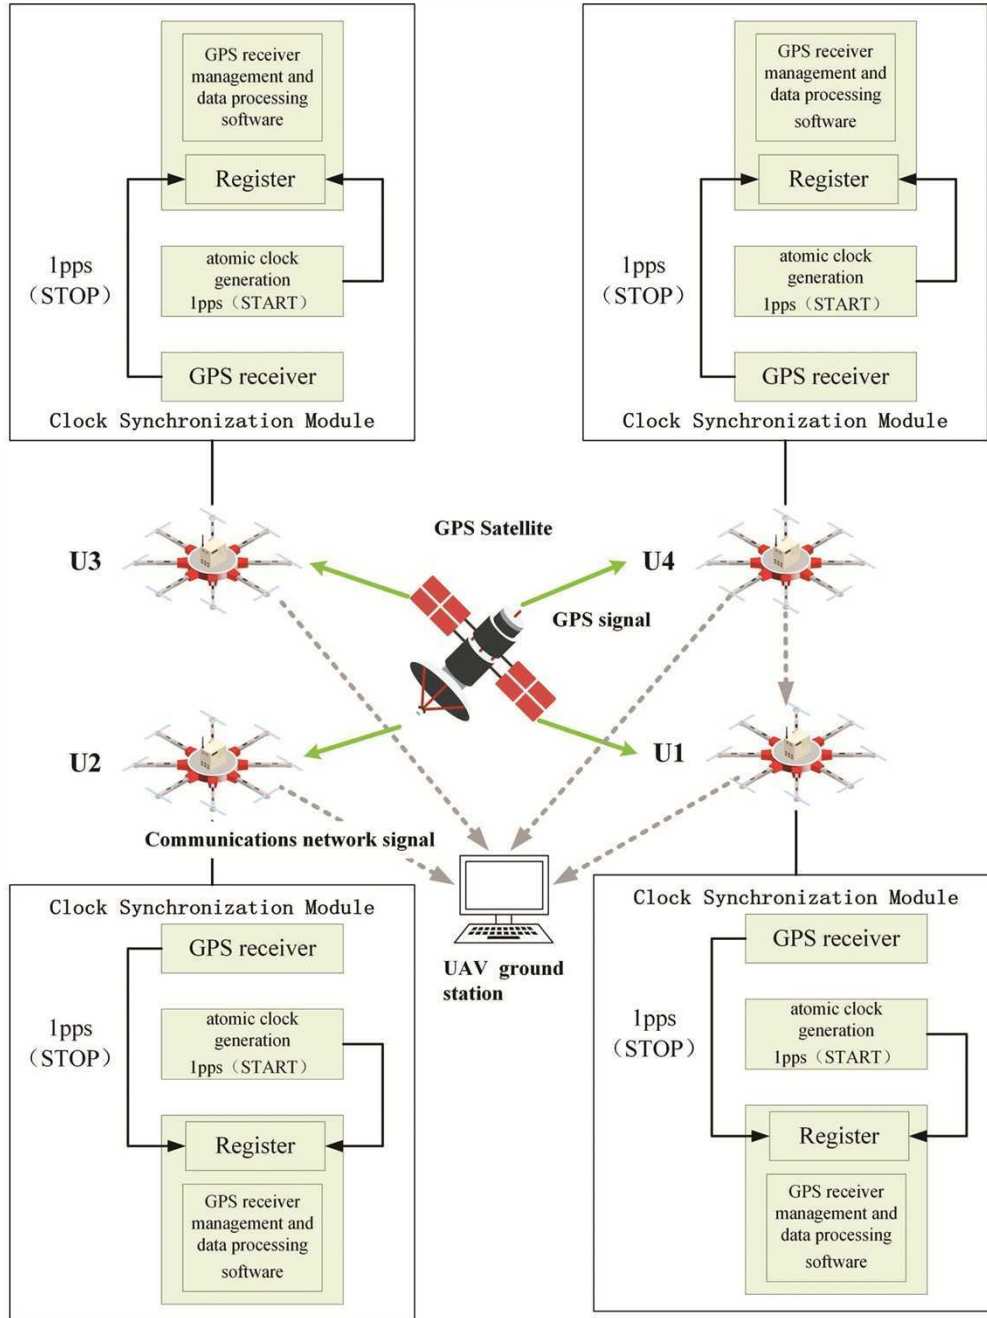 GPS receiver
management and
data processing
software
Register
1pps
（STOP）
atomic clock
generation
1pps（START）
GPS receiver
Clock Synchronization Module
GPS receiver
management and
data processing
software
Register
1pps
（STOP）
atomic clock
generation
1pps（START）
GPS receiver
Clock Synchronization Module
GPS Satellite
U3
U4
GPS signal
U2
U1
Communications network signal
UAV ground
station
Clock Synchronization Module
GPS receiver
1pps
（STOP）
atomic clock
generation
1pps（START）
Register
GPS receiver
management and
data processing
software
Clock Synchronization Module
GPS receiver
1pps
（STOP）
atomic clock
generation
1pps（START）
Register
GPS receiver
management and
data processing
software